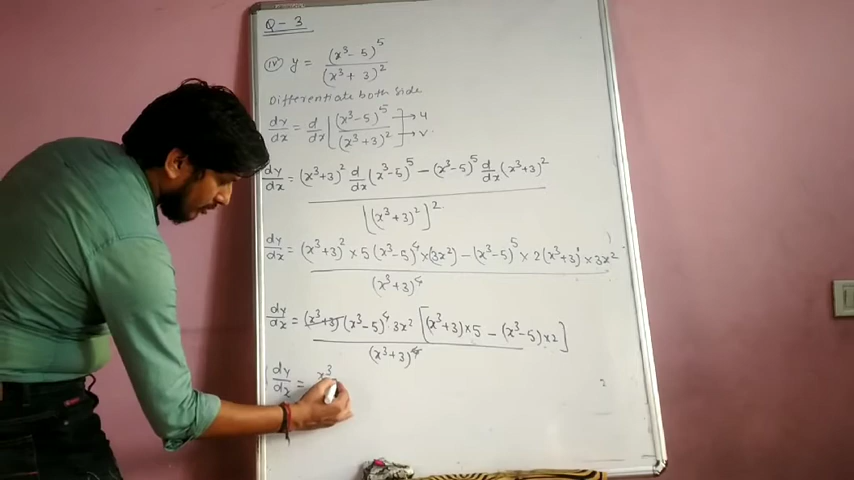 Q - 3
(iv) y = (x³ - 5)⁵ / (x³ + 3)²
Differentiate both side
dy/dx = d/dx [(x³-5)⁵ / (x³+3)²] → u → v.
dy/dx = (x³+3)² d/dx (x³-5)⁵ - (x³-5)⁵ d/dx (x³+3)² / [(x³+3)²]²
dy/dx = (x³+3)² × 5 (x³-5)⁴ × (3x²) - (x³-5)⁵ × 2 (x³+3)¹ × 3x² / (x³+3)⁴
dy/dx = (x³+3) (x³-5)⁴ · 3x² [(x³+3) × 5 - (x³-5) × 2] / (x³+3)⁴
dy/dx = x³